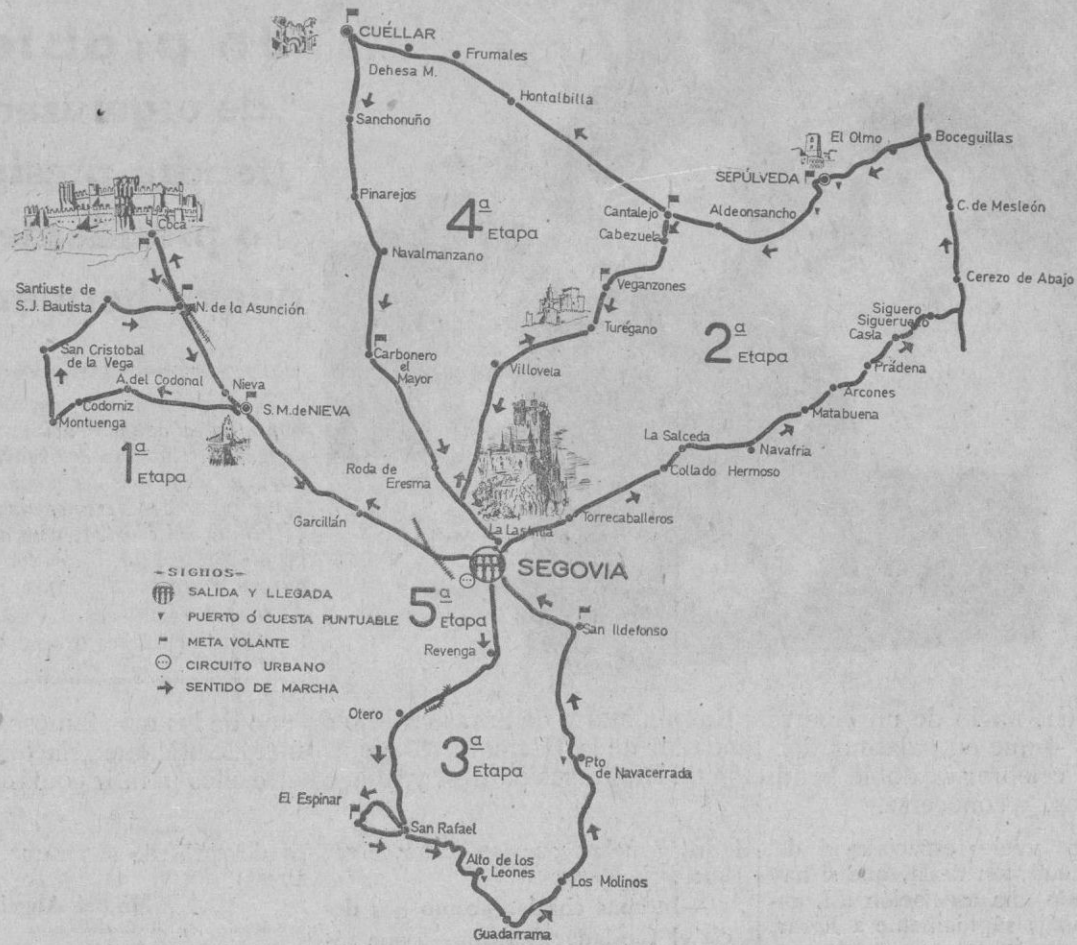 CUÉLLAR
Frumales
Dehesa M.
Hontalbilla
Sanchonuño
El Olmo
Boceguillas
SEPÚLVEDA
Pinarejos
Cantalejo
Aldeonsancho
C. de Mesleón
4ª
Etapa
Cabezuela
Coca
Navalmanzano
Veganzones
Cerezo de Abajo
Santiuste de
S.J. Bautista
N. de la Asunción
Turégano
2ª
Etapa
Siguero
Sigueruelo
Casla
San Cristobal
de la Vega
Carbonero
el
Mayor
Villovela
Prádena
A. del Codonal
Nieva
Arcones
Codorniz
S.M. de NIEVA
Matabuena
Montuenga
La Salceda
Navafría
1ª
Etapa
Roda de
Eresma
Collado Hermoso
Garcillán
Torrecaballeros
La Lastrilla
SEGOVIA
-SIGNOS-
SALIDA Y LLEGADA
PUERTO Ó CUESTA PUNTUABLE
META VOLANTE
CIRCUITO URBANO
SENTIDO DE MARCHA
5ª
Etapa
San Ildefonso
Revenga
Otero
3ª
Etapa
Pto
de Navacerrada
El Espinar
San Rafael
Alto de los
Leones
Los Molinos
Guadarrama